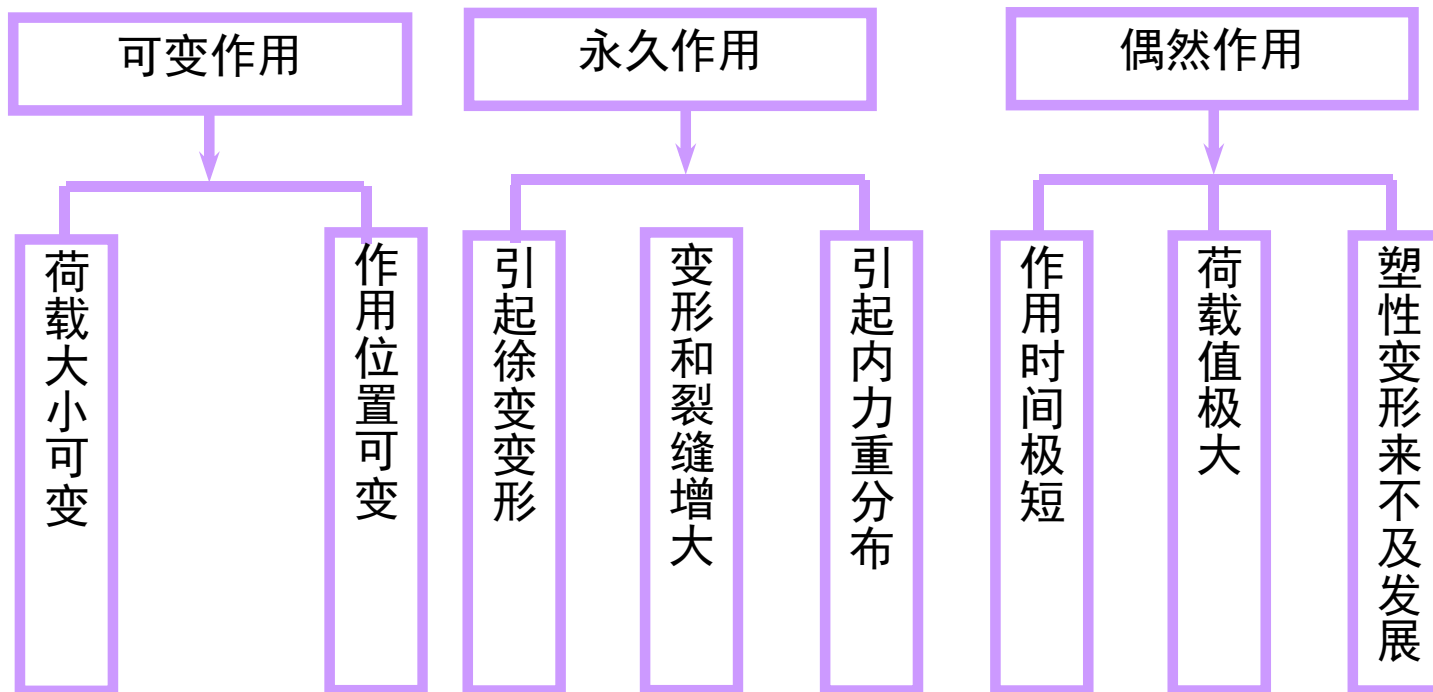 可变作用
永久作用
偶然作用
荷载大小可变
作用位置可变
引起徐变变形
变形和裂缝增大
引起内力重分布
作用时间极短
荷载值极大
塑性变形来不及发展